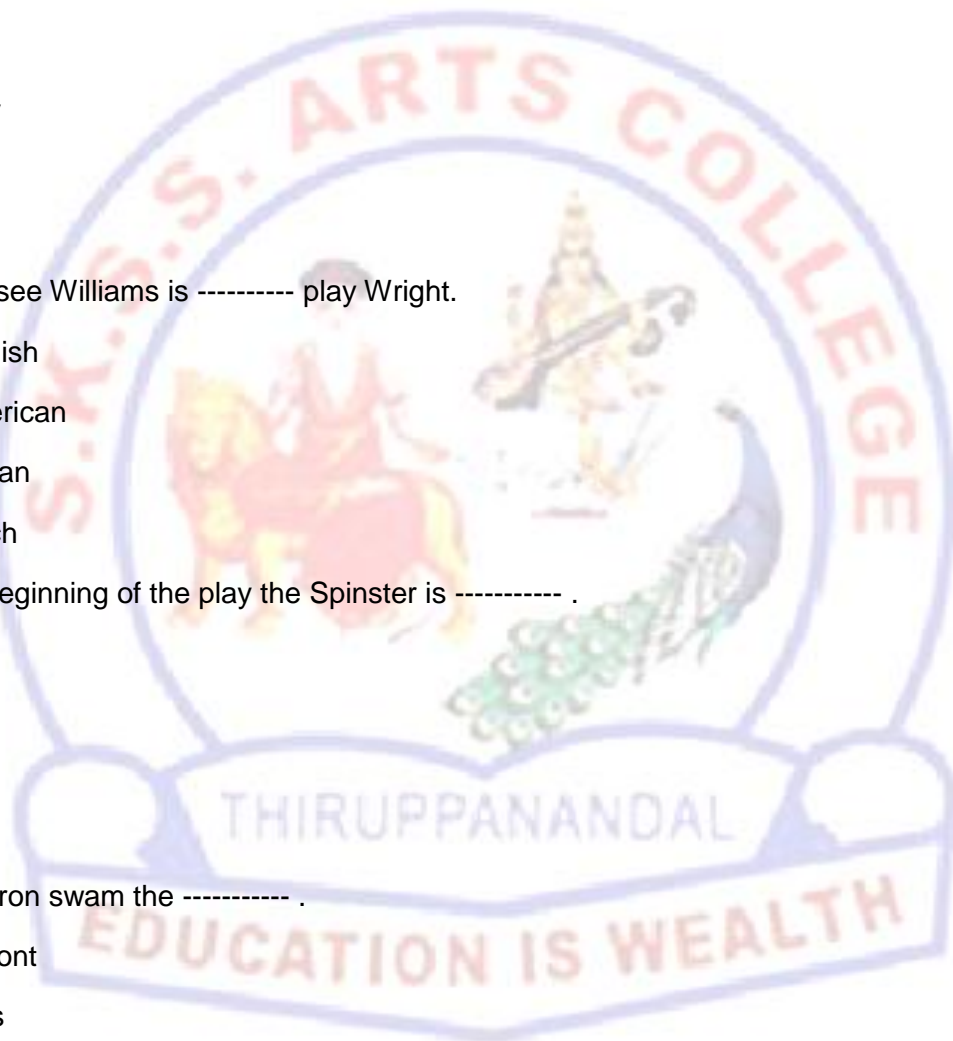 S.K.S.S. ARTS COLLEGE
see Williams is ---------- play Wright.
ish
erican
an
ch
eginning of the play the Spinster is ----------- .
THIRUPPANANDAL
ron swam the ----------- .
ont
EDUCATION IS WEALTH
s